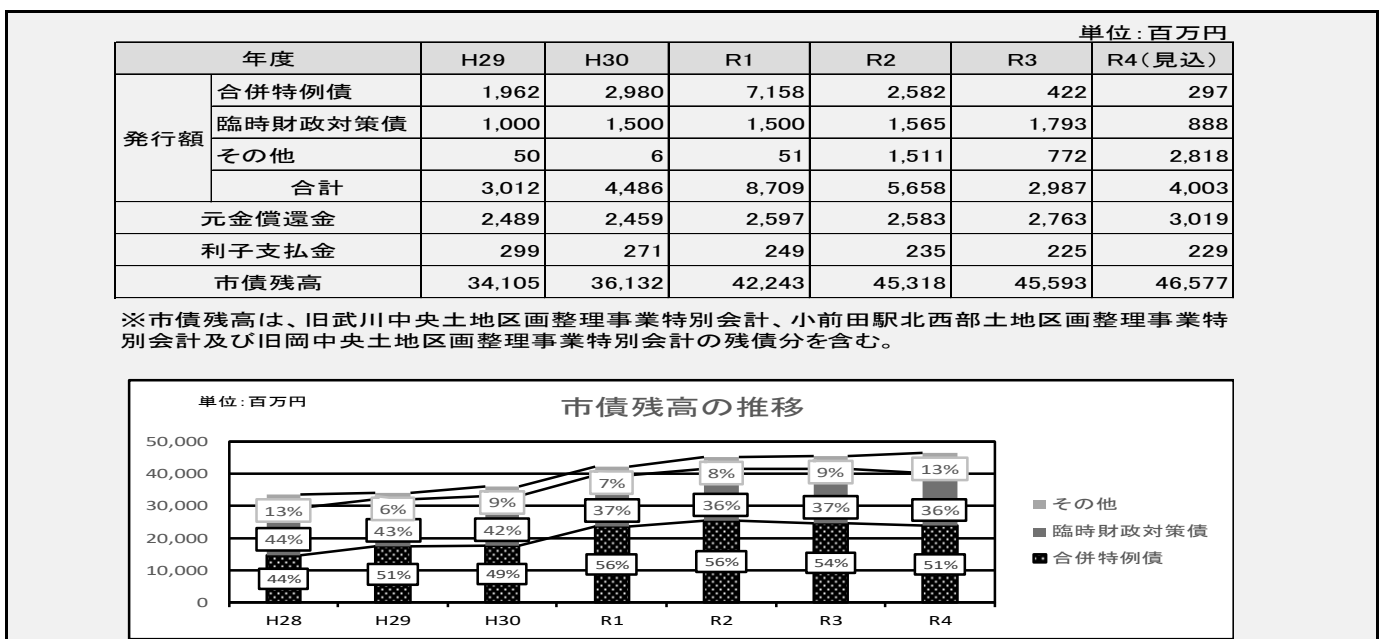 単位:百万円
年度 H29 H30 R1 R2 R3 R4(見込)
発行額 合併特例債 1,962 2,980 7,158 2,582 422 297
臨時財政対策債 1,000 1,500 1,500 1,565 1,793 888
その他 50 6 51 1,511 772 2,818
合計 3,012 4,486 8,709 5,658 2,987 4,003
元金償還金 2,489 2,459 2,597 2,583 2,763 3,019
利子支払金 299 271 249 235 225 229
市債残高 34,105 36,132 42,243 45,318 45,593 46,577
※市債残高は、旧武川中央土地区画整理事業特別会計、小前田駅北西部土地区画整理事業特
別会計及び旧岡中央土地区画整理事業特別会計の残債分を含む。
単位:百万円
市債残高の推移
50,000
40,000
30,000
20,000
10,000
0
13% 6% 9% 7% 8% 9% 13%
44% 43% 42% 37% 36% 37% 36%
44% 51% 49% 56% 56% 54% 51%
H28 H29 H30 R1 R2 R3 R4
その他
臨時財政対策債
合併特例債